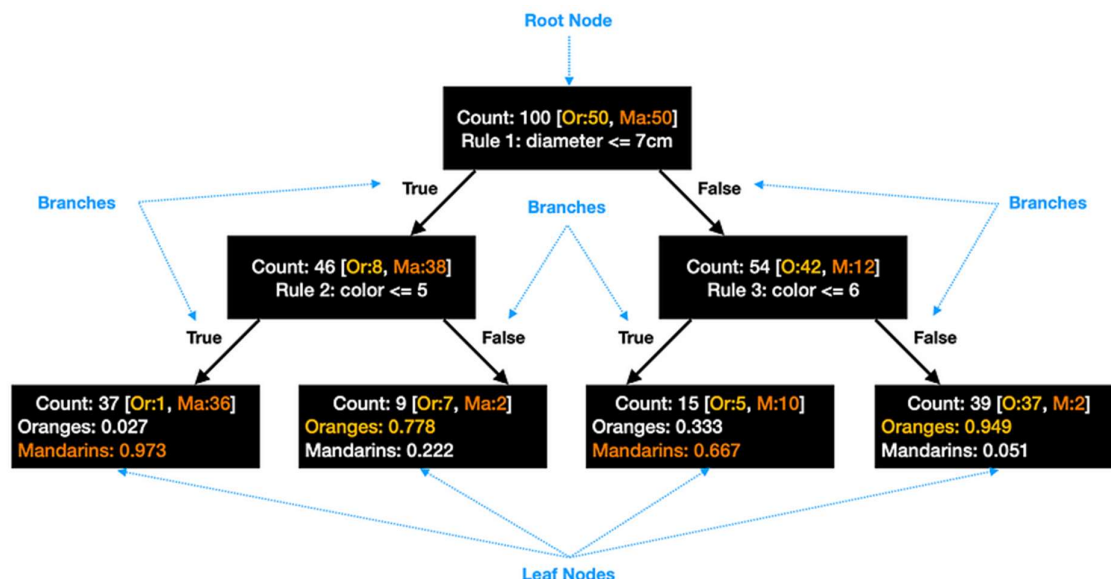 Root Node
Count: 100 [Or:50, Ma:50]
Rule 1: diameter <= 7cm
True
False
Branches
Branches
Branches
Count: 46 [Or:8, Ma:38]
Rule 2: color <= 5
Count: 54 [O:42, M:12]
Rule 3: color <= 6
True
False
True
False
Count: 37 [Or:1, Ma:36]
Oranges: 0.027
Mandarins: 0.973
Count: 9 [Or:7, Ma:2]
Oranges: 0.778
Mandarins: 0.222
Count: 15 [Or:5, M:10]
Oranges: 0.333
Mandarins: 0.667
Count: 39 [O:37, M:2]
Oranges: 0.949
Mandarins: 0.051
Leaf Nodes